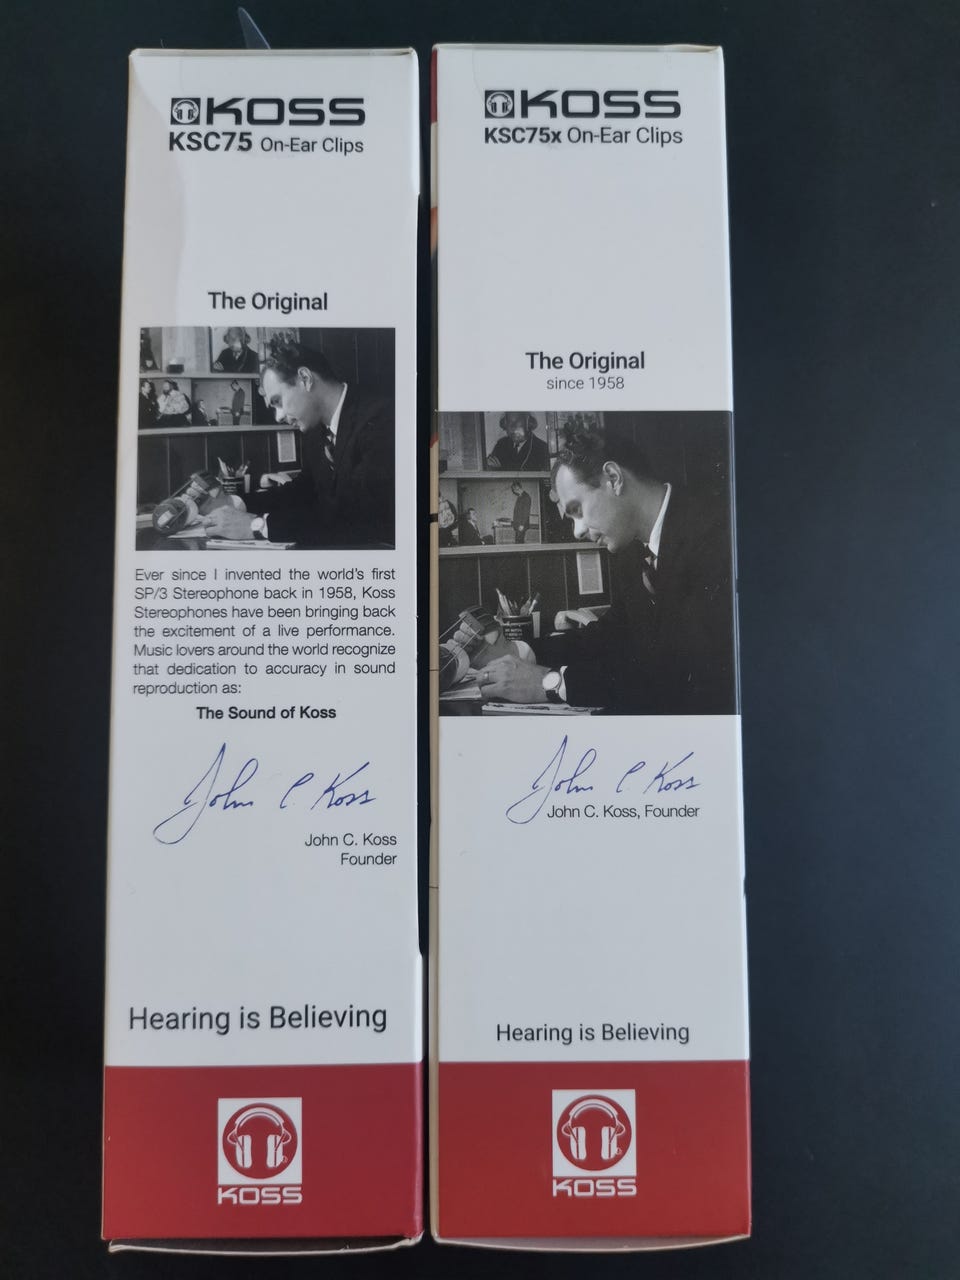 KOSS
KSC75 On-Ear Clips
The Original
Ever since I invented the world's first
SP/3 Stereophone back in 1958, Koss
Stereophones have been bringing back
the excitement of a live performance.
Music lovers around the world recognize
that dedication to accuracy in sound
reproduction as:
The Sound of Koss
John C. Koss
John C. Koss
Founder
Hearing is Believing
KOSS
KOSS
KSC75x On-Ear Clips
The Original
since 1958
John C. Koss
John C. Koss, Founder
Hearing is Believing
KOSS